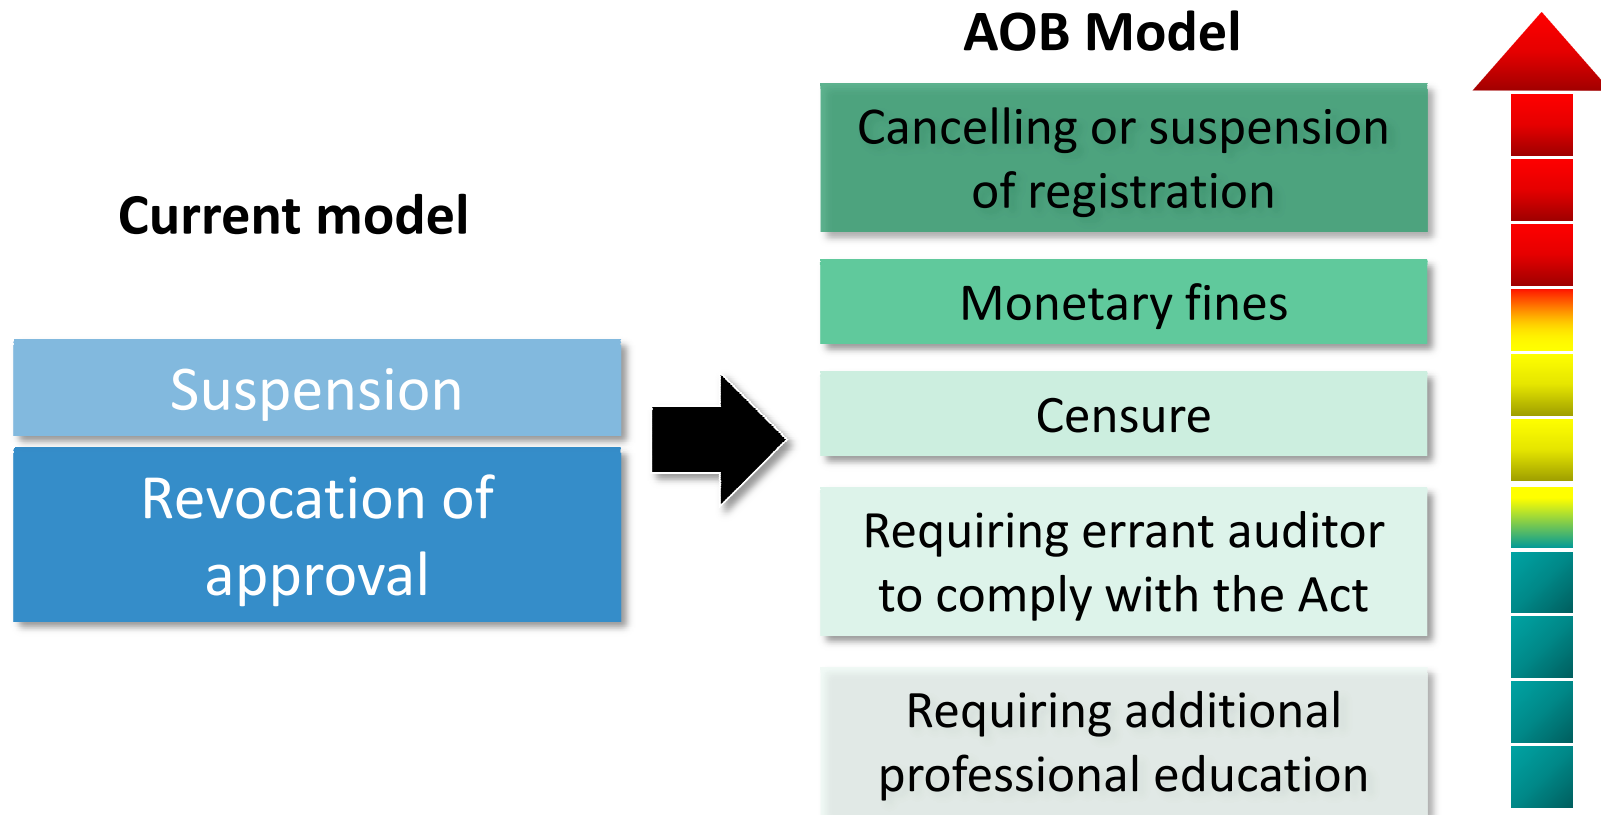 Current model
Suspension
Revocation of
approval
AOB Model
Cancelling or suspension
of registration
Monetary fines
Censure
Requiring errant auditor
to comply with the Act
Requiring additional
professional education